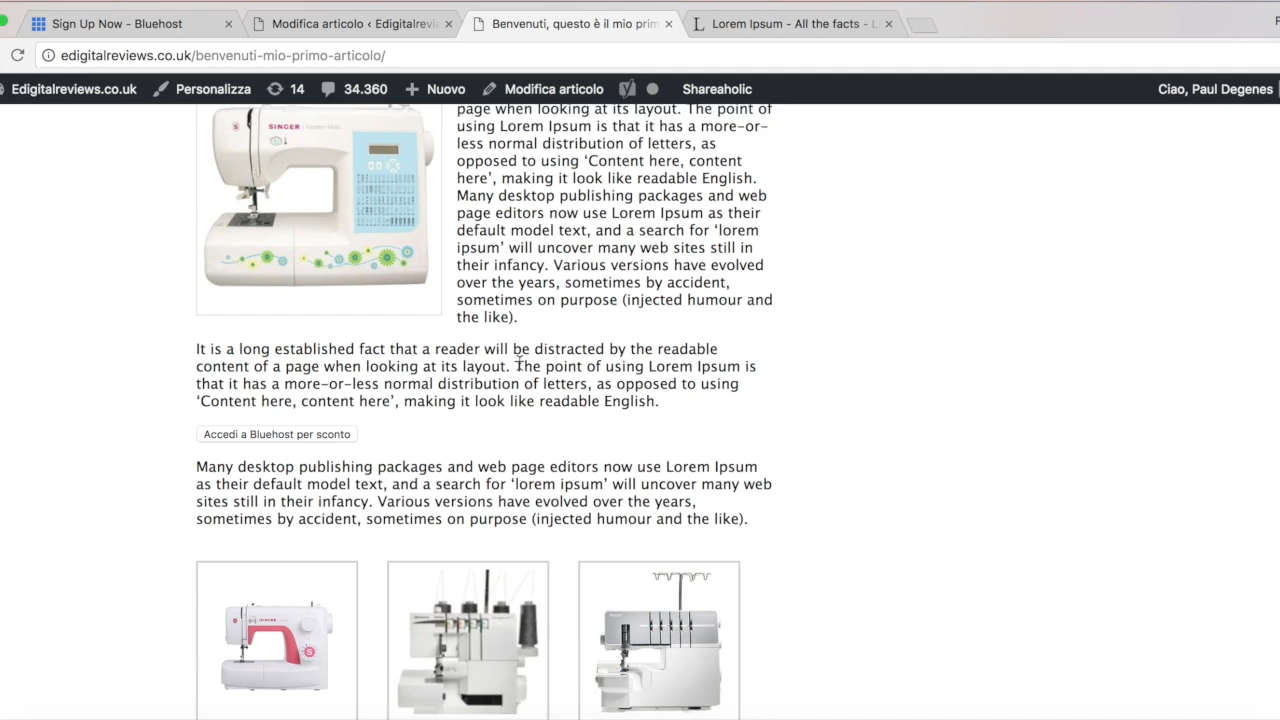 Sign Up Now - Bluehost
Modifica articolo ‹ Edigitalrevie
Benvenuti, questo è il mio prim
Lorem Ipsum - All the facts - L
edigitalreviews.co.uk/benvenuti-mio-primo-articolo/
Edigitalreviews.co.uk Personalizza 14 34.360 Nuovo Modifica articolo Shareaholic Ciao, Paul Degenes
SINGER
page when looking at its layout. The point of
using Lorem Ipsum is that it has a more-or-
less normal distribution of letters, as
opposed to using ‘Content here, content
here’, making it look like readable English.
Many desktop publishing packages and web
page editors now use Lorem Ipsum as their
default model text, and a search for ‘lorem
ipsum’ will uncover many web sites still in
their infancy. Various versions have evolved
over the years, sometimes by accident,
sometimes on purpose (injected humour and
the like).
It is a long established fact that a reader will be distracted by the readable
content of a page when looking at its layout. The point of using Lorem Ipsum is
that it has a more-or-less normal distribution of letters, as opposed to using
‘Content here, content here’, making it look like readable English.
Accedi a Bluehost per sconto
Many desktop publishing packages and web page editors now use Lorem Ipsum
as their default model text, and a search for ‘lorem ipsum’ will uncover many web
sites still in their infancy. Various versions have evolved over the years,
sometimes by accident, sometimes on purpose (injected humour and the like).
SINGER